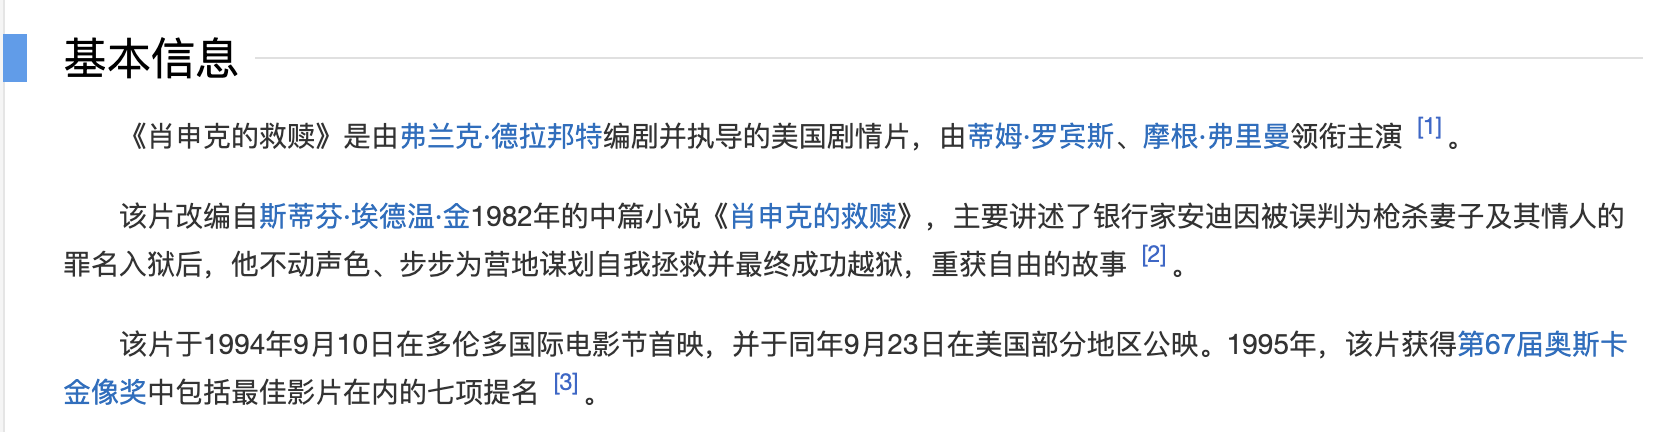 基本信息
《肖申克的救赎》是由弗兰克·德拉邦特编剧并执导的美国剧情片，由蒂姆·罗宾斯、摩根·弗里曼领衔主演 [1] 。
该片改编自斯蒂芬·埃德温·金1982年的中篇小说《肖申克的救赎》，主要讲述了银行家安迪因被误判为枪杀妻子及其情人的
罪名入狱后，他不动声色、步步为营地谋划自我拯救并最终成功越狱，重获自由的故事 [2] 。
该片于1994年9月10日在多伦多国际电影节首映，并于同年9月23日在美国部分地区公映。1995年，该片获得第67届奥斯卡
金像奖中包括最佳影片在内的七项提名 [3] 。